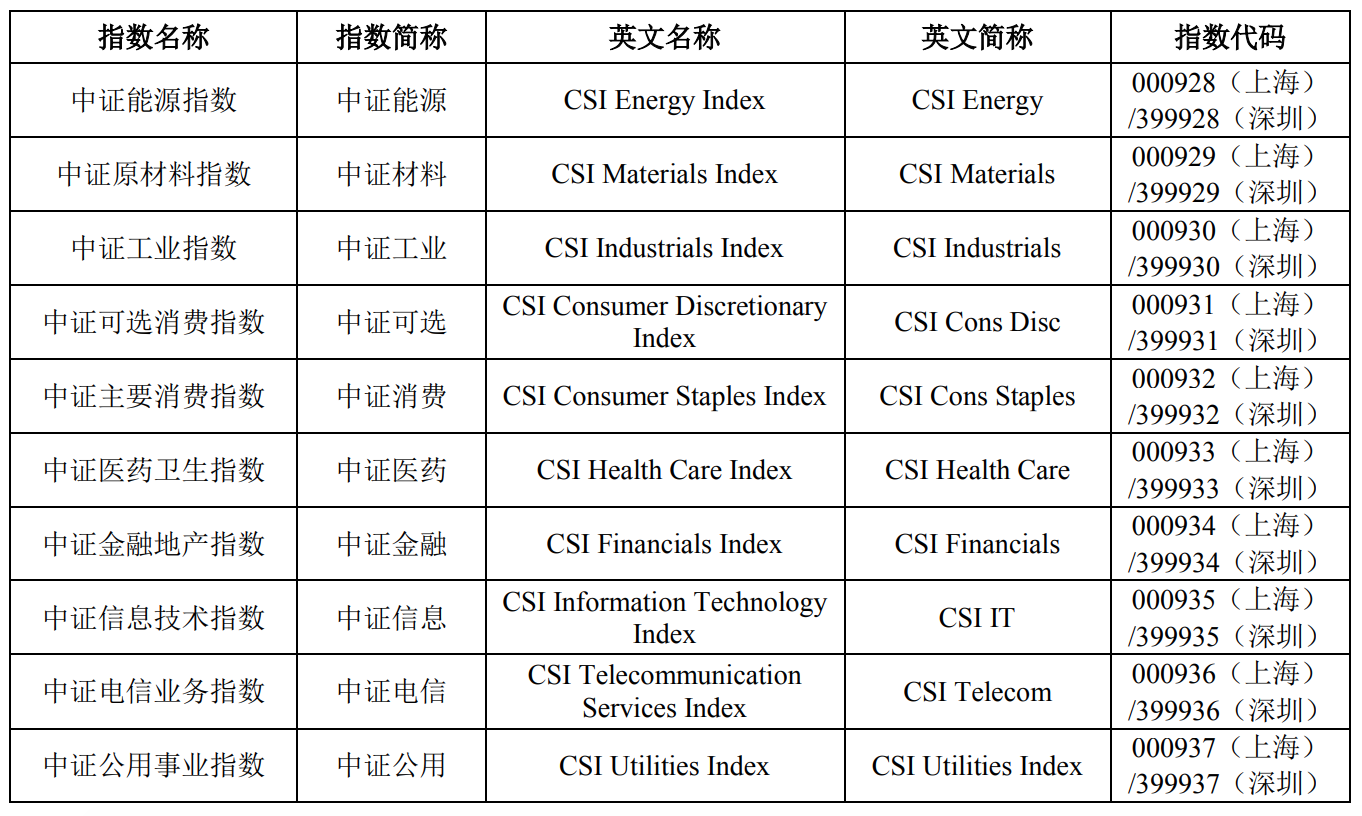 指数名称 指数简称 英文名称 英文简称 指数代码
中证能源指数 中证能源 CSI Energy Index CSI Energy 000928（上海）
/399928（深圳）
中证原材料指数 中证材料 CSI Materials Index CSI Materials 000929（上海）
/399929（深圳）
中证工业指数 中证工业 CSI Industrials Index CSI Industrials 000930（上海）
/399930（深圳）
中证可选消费指数 中证可选 CSI Consumer Discretionary
Index CSI Cons Disc 000931（上海）
/399931（深圳）
中证主要消费指数 中证消费 CSI Consumer Staples Index CSI Cons Staples 000932（上海）
/399932（深圳）
中证医药卫生指数 中证医药 CSI Health Care Index CSI Health Care 000933（上海）
/399933（深圳）
中证金融地产指数 中证金融 CSI Financials Index CSI Financials 000934（上海）
/399934（深圳）
中证信息技术指数 中证信息 CSI Information Technology
Index CSI IT 000935（上海）
/399935（深圳）
中证电信业务指数 中证电信 CSI Telecommunication
Services Index CSI Telecom 000936（上海）
/399936（深圳）
中证公用事业指数 中证公用 CSI Utilities Index CSI Utilities Index 000937（上海）
/399937（深圳）